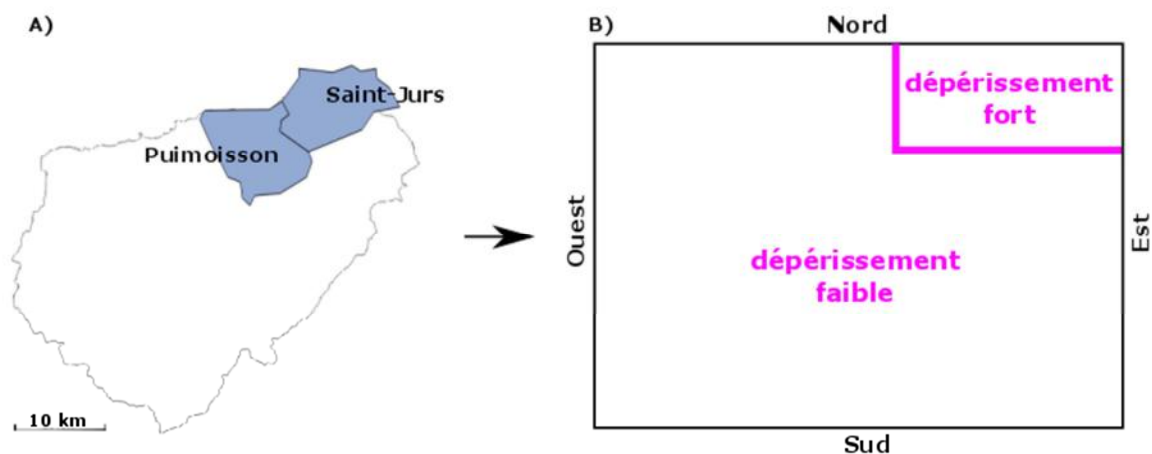 A)
Saint-Jurs
Puimoisson
10 km
B)
Nord
dépérissement
fort
Ouest
Est
dépérissement
faible
Sud